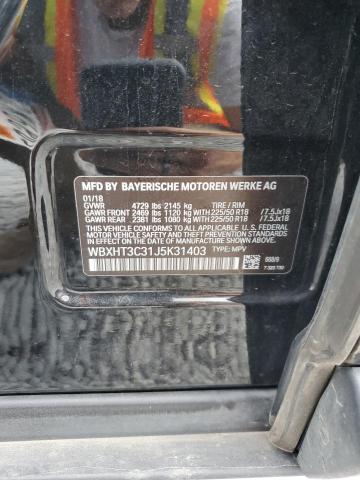 MFD BY BAYERISCHE MOTOREN WERKE AG
01/18
GVWR 4729 lbs 2145 kg TIRE / RIM
GAWR FRONT 2469 lbs 1120 kg WITH 225/50 R18 /7.5Jx18
GAWR REAR 2381 lbs 1080 kg WITH 225/50 R18 /7.5Jx18
THIS VEHICLE CONFORMS TO ALL APPLICABLE U.S. FEDERAL
MOTOR VEHICLE SAFETY, BUMPER, AND THEFT PREVENTION
STANDARDS IN EFFECT ON THE DATE OF MANUFACTURE SHOWN ABOVE.
WBXHT3C31J5K31403 TYPE: MPV